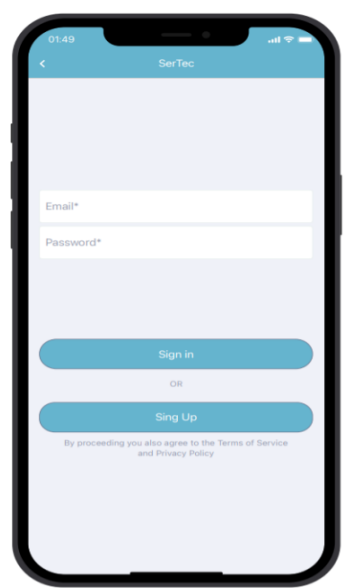 01:49
SerTec
Email*
Password*
Sign in
OR
Sing Up
By proceeding you also agree to the Terms of Service
and Privacy Policy